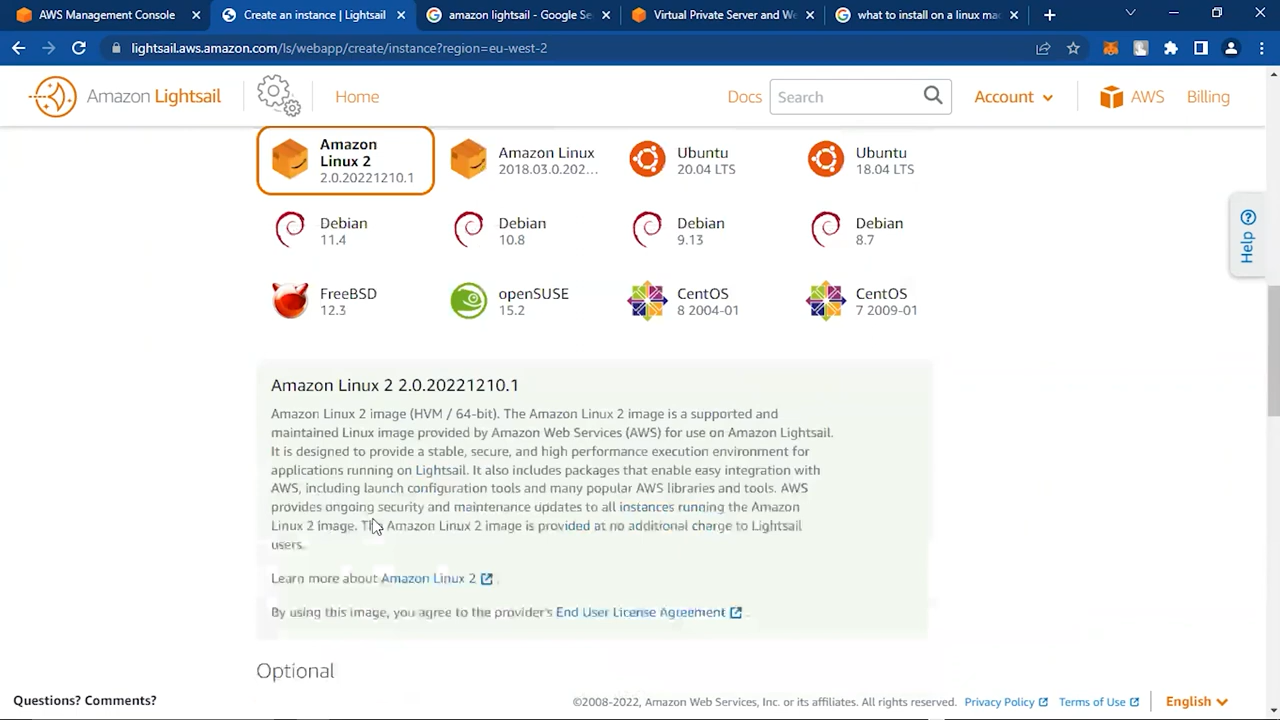 AWS Management Console
Create an instance | Lightsail
amazon lightsail - Google Se
Virtual Private Server and We
what to install on a linux mac
lightsail.aws.amazon.com/ls/webapp/create/instance?region=eu-west-2
Amazon Lightsail
Home
Docs
Search
Account
AWS
Billing
Amazon Linux 2
2.0.20221210.1
Amazon Linux
2018.03.0.202...
Ubuntu
20.04 LTS
Ubuntu
18.04 LTS
Debian
11.4
Debian
10.8
Debian
9.13
Debian
8.7
FreeBSD
12.3
openSUSE
15.2
CentOS
8 2004-01
CentOS
7 2009-01
Help
Amazon Linux 2 2.0.20221210.1
Amazon Linux 2 image (HVM / 64-bit). The Amazon Linux 2 image is a supported and
maintained Linux image provided by Amazon Web Services (AWS) for use on Amazon Lightsail.
It is designed to provide a stable, secure, and high performance execution environment for
applications running on Lightsail. It also includes packages that enable easy integration with
AWS, including launch configuration tools and many popular AWS libraries and tools. AWS
provides ongoing security and maintenance updates to all instances running the Amazon
Linux 2 image. The Amazon Linux 2 image is provided at no additional charge to Lightsail
users.
Learn more about Amazon Linux 2 .
By using this image, you agree to the provider's End User License Agreement .
Optional
Questions? Comments?
©2008-2022, Amazon Web Services, Inc. or its affiliates. All rights reserved.
Privacy Policy
Terms of Use
English